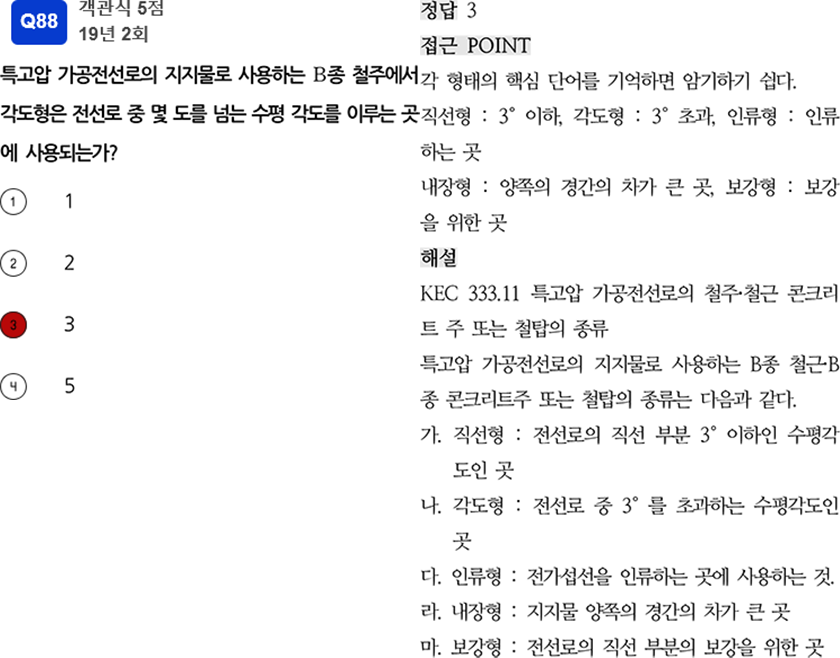 Q88
객관식 5점
19년 2회
특고압 가공전선로의 지지물로 사용하는 B종 철주에서
각도형은 전선로 중 몇 도를 넘는 수평 각도를 이루는 곳
에 사용되는가?
① 1
② 2
3 3
④ 5
정답 3
접근 POINT
각 형태의 핵심 단어를 기억하면 암기하기 쉽다.
직선형 : 3° 이하, 각도형 : 3° 초과, 인류형 : 인류
하는 곳
내장형 : 양쪽의 경간의 차가 큰 곳, 보강형 : 보강
을 위한 곳
해설
KEC 333.11 특고압 가공전선로의 철주·철근 콘크리
트 주 또는 철탑의 종류
특고압 가공전선로의 지지물로 사용하는 B종 철근·B
종 콘크리트주 또는 철탑의 종류는 다음과 같다.
가. 직선형 : 전선로의 직선 부분 3° 이하인 수평각
도인 곳
나. 각도형 : 전선로 중 3° 를 초과하는 수평각도인
곳
다. 인류형 : 전가섭선을 인류하는 곳에 사용하는 것.
라. 내장형 : 지지물 양쪽의 경간의 차가 큰 곳
마. 보강형 : 전선로의 직선 부분의 보강을 위한 곳